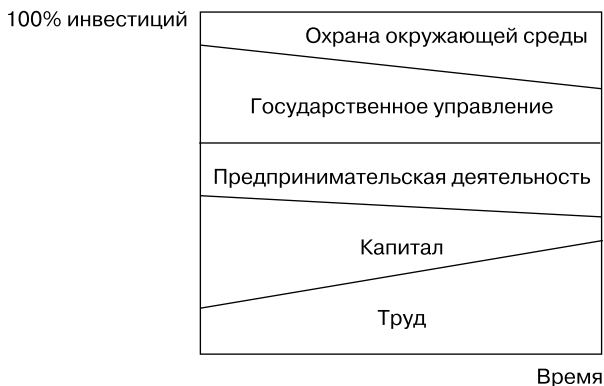 100% инвестиций
Охрана окружающей среды
Государственное управление
Предпринимательская деятельность
Капитал
Труд
Время